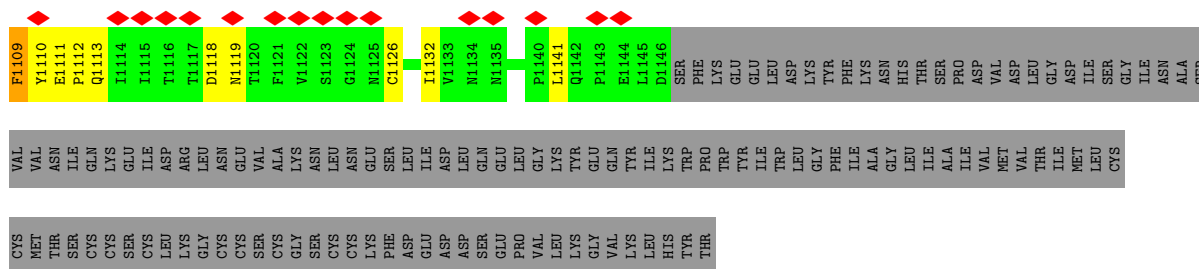 F1109 Y1110 E1111 P1112 Q1113 I1114 I1115 T1116 T1117 D1118 N1119 T1120 F1121 V1122 S1123 G1124 N1125 C1126 I1132 V1133 N1134 N1135 P1140 L1141 Q1142 P1143 E1144 L1145 D1146 SER PHE LYS GLU GLU LEU ASP LYS TYR PHE LYS ASN HIS THR SER PRO ASP VAL ASP LEU GLY ASP ILE SER GLY ILE ASN ALA
VAL VAL ASN ILE GLN LYS GLU ILE ASP ARG LEU ASN GLU VAL ALA LYS ASN LEU ASN GLU SER LEU ILE ASP LEU GLN GLU LEU GLY LYS TYR GLU GLN TYR ILE LYS TRP PRO TRP TYR ILE TRP LEU GLY PHE ILE ALA GLY LEU ILE ALA ILE VAL MET VAL THR ILE MET LEU CYS
CYS MET THR SER CYS CYS SER CYS LEU LYS GLY CYS CYS SER CYS GLY SER CYS CYS LYS PHE ASP GLU ASP ASP SER GLU PRO VAL LEU LYS GLY VAL LYS LEU HIS TYR THR